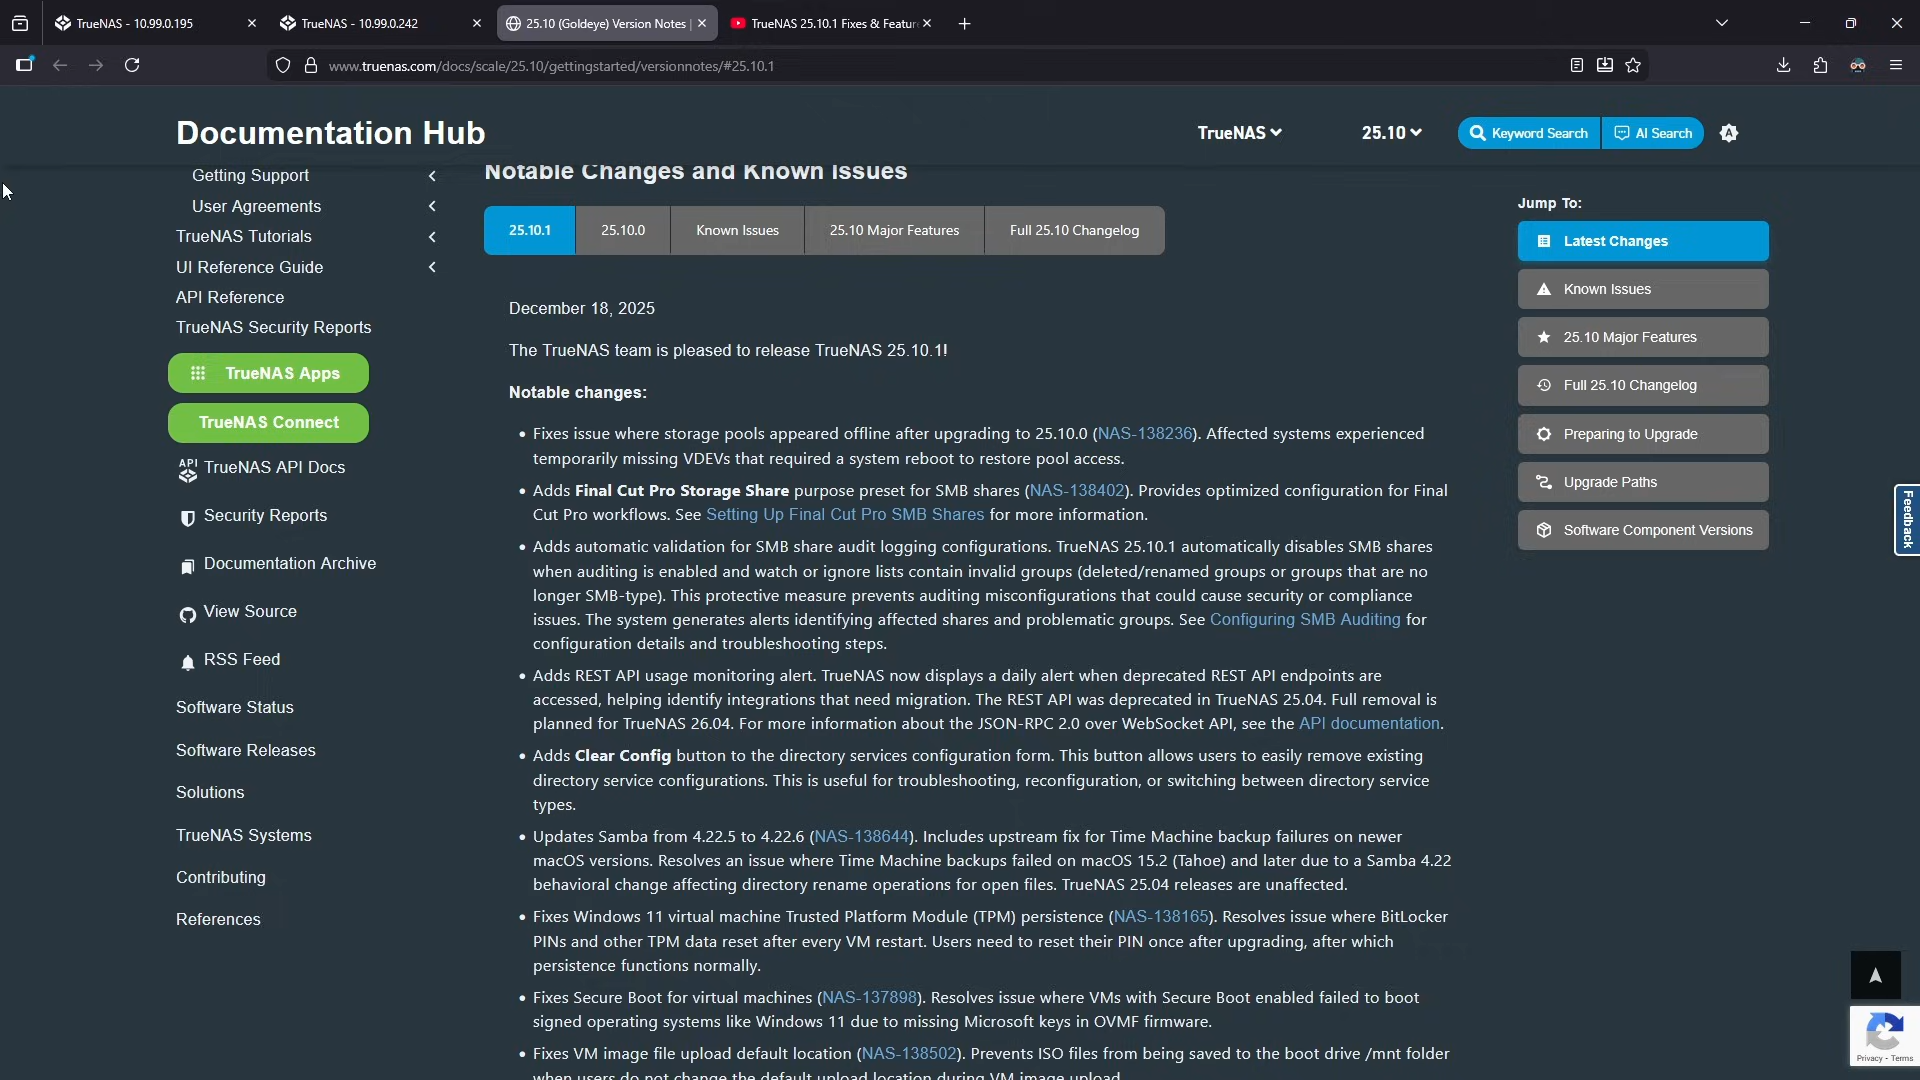 TrueNAS - 10.99.0.195
TrueNAS - 10.99.0.242
25.10 (Goldeye) Version Notes |
TrueNAS 25.10.1 Fixes & Featur
www.truenas.com/docs/scale/25.10/gettingstarted/versionnotes/#25.10.1
Documentation Hub
TrueNAS
25.10
Keyword Search
AI Search
A
Getting Support
User Agreements
TrueNAS Tutorials
UI Reference Guide
API Reference
TrueNAS Security Reports
TrueNAS Apps
TrueNAS Connect
API
TrueNAS API Docs
Security Reports
Documentation Archive
View Source
RSS Feed
Software Status
Software Releases
Solutions
TrueNAS Systems
Contributing
References
Notable Changes and Known Issues
25.10.1
25.10.0
Known Issues
25.10 Major Features
Full 25.10 Changelog
December 18, 2025
The TrueNAS team is pleased to release TrueNAS 25.10.1!
Notable changes:
• Fixes issue where storage pools appeared offline after upgrading to 25.10.0 (NAS-138236). Affected systems experienced
temporarily missing VDEVs that required a system reboot to restore pool access.
• Adds Final Cut Pro Storage Share purpose preset for SMB shares (NAS-138402). Provides optimized configuration for Final
Cut Pro workflows. See Setting Up Final Cut Pro SMB Shares for more information.
• Adds automatic validation for SMB share audit logging configurations. TrueNAS 25.10.1 automatically disables SMB shares
when auditing is enabled and watch or ignore lists contain invalid groups (deleted/renamed groups or groups that are no
longer SMB-type). This protective measure prevents auditing misconfigurations that could cause security or compliance
issues. The system generates alerts identifying affected shares and problematic groups. See Configuring SMB Auditing for
configuration details and troubleshooting steps.
• Adds REST API usage monitoring alert. TrueNAS now displays a daily alert when deprecated REST API endpoints are
accessed, helping identify integrations that need migration. The REST API was deprecated in TrueNAS 25.04. Full removal is
planned for TrueNAS 26.04. For more information about the JSON-RPC 2.0 over WebSocket API, see the API documentation.
• Adds Clear Config button to the directory services configuration form. This button allows users to easily remove existing
directory service configurations. This is useful for troubleshooting, reconfiguration, or switching between directory service
types.
• Updates Samba from 4.22.5 to 4.22.6 (NAS-138644). Includes upstream fix for Time Machine backup failures on newer
macOS versions. Resolves an issue where Time Machine backups failed on macOS 15.2 (Tahoe) and later due to a Samba 4.22
behavioral change affecting directory rename operations for open files. TrueNAS 25.04 releases are unaffected.
• Fixes Windows 11 virtual machine Trusted Platform Module (TPM) persistence (NAS-138165). Resolves issue where BitLocker
PINs and other TPM data reset after every VM restart. Users need to reset their PIN once after upgrading, after which
persistence functions normally.
• Fixes Secure Boot for virtual machines (NAS-137898). Resolves issue where VMs with Secure Boot enabled failed to boot
signed operating systems like Windows 11 due to missing Microsoft keys in OVMF firmware.
• Fixes VM image file upload default location (NAS-138502). Prevents ISO files from being saved to the boot drive /mnt folder
when users do not change the default upload location during VM image upload.
Jump To:
Latest Changes
Known Issues
25.10 Major Features
Full 25.10 Changelog
Preparing to Upgrade
Upgrade Paths
Software Component Versions
Feedback
Privacy - Terms